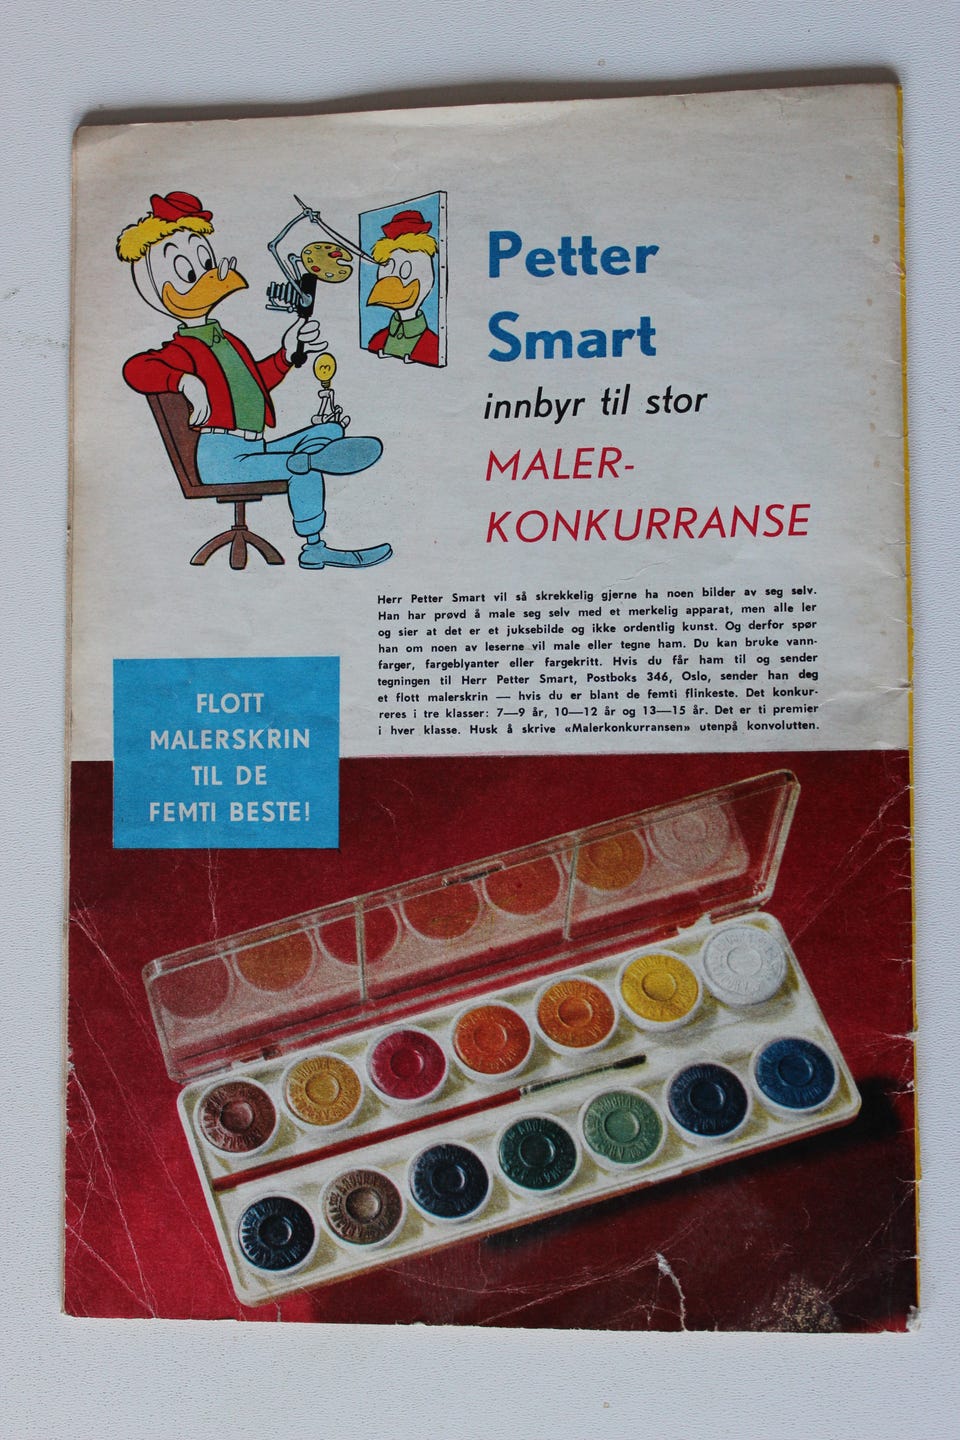 Petter
Smart
innbyr til stor
MALER-
KONKURRANSE
Herr Petter Smart vil så skrekkelig gjerne ha noen bilder av seg selv.
Han har prøvd å male seg selv med et merkelig apparat, men alle ler
og sier at det er et juksebilde og ikke ordentlig kunst. Og derfor spør
han om noen av leserne vil male eller tegne ham. Du kan bruke vann-
farger, fargeblyanter eller fargekritt. Hvis du får ham til og sender
tegningen til Herr Petter Smart, Postboks 346, Oslo, sender han deg
et flott malerskrin — hvis du er blant de femti flinkeste. Det konkur-
reres i tre klasser: 7—9 år, 10—12 år og 13—15 år. Det er ti premier
i hver klasse. Husk å skrive «Malerkonkurransen» utenpå konvolutten.
FLOTT
MALERSKRIN
TIL DE
FEMTI BESTE!